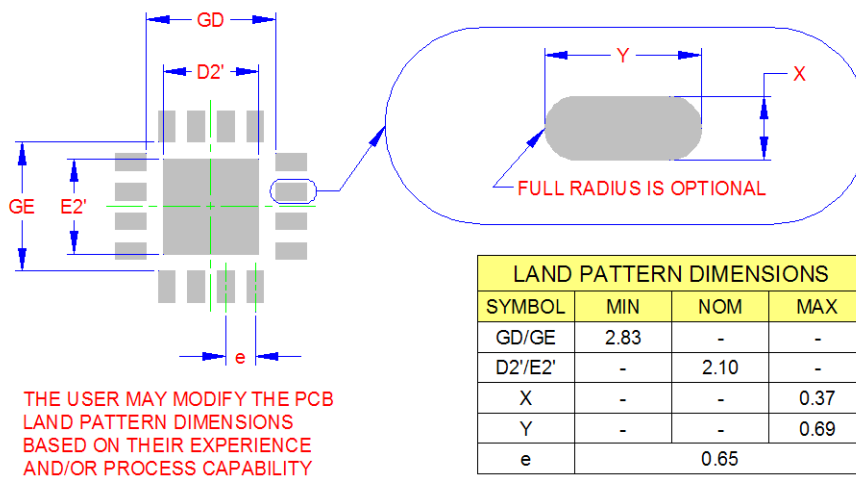 GD
D2'
GE
E2'
e
Y
X
FULL RADIUS IS OPTIONAL
THE USER MAY MODIFY THE PCB
LAND PATTERN DIMENSIONS
BASED ON THEIR EXPERIENCE
AND/OR PROCESS CAPABILITY
LAND PATTERN DIMENSIONS
SYMBOL MIN NOM MAX
GD/GE 2.83 - -
D2'/E2' - 2.10 -
X - - 0.37
Y - - 0.69
e 0.65